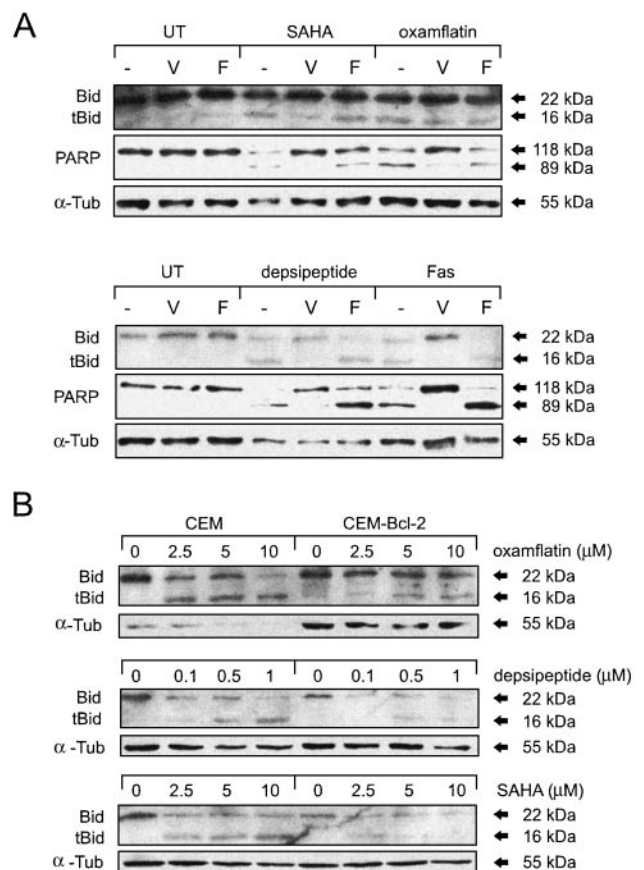 A
UT SAHA oxamflatin
- V F - V F - V F
Bid 22 kDa
tBid 16 kDa
PARP 118 kDa
89 kDa
α-Tub 55 kDa
UT depsipeptide Fas
- V F - V F - V F
Bid 22 kDa
tBid 16 kDa
PARP 118 kDa
89 kDa
α-Tub 55 kDa
B
CEM CEM-Bcl-2
0 2.5 5 10 0 2.5 5 10 oxamflatin (μM)
Bid 22 kDa
tBid 16 kDa
α-Tub 55 kDa
0 0.1 0.5 1 0 0.1 0.5 1 depsipeptide (μM)
Bid 22 kDa
tBid 16 kDa
α -Tub 55 kDa
0 2.5 5 10 0 2.5 5 10 SAHA (μM)
Bid 22 kDa
tBid 16 kDa
α -Tub 55 kDa